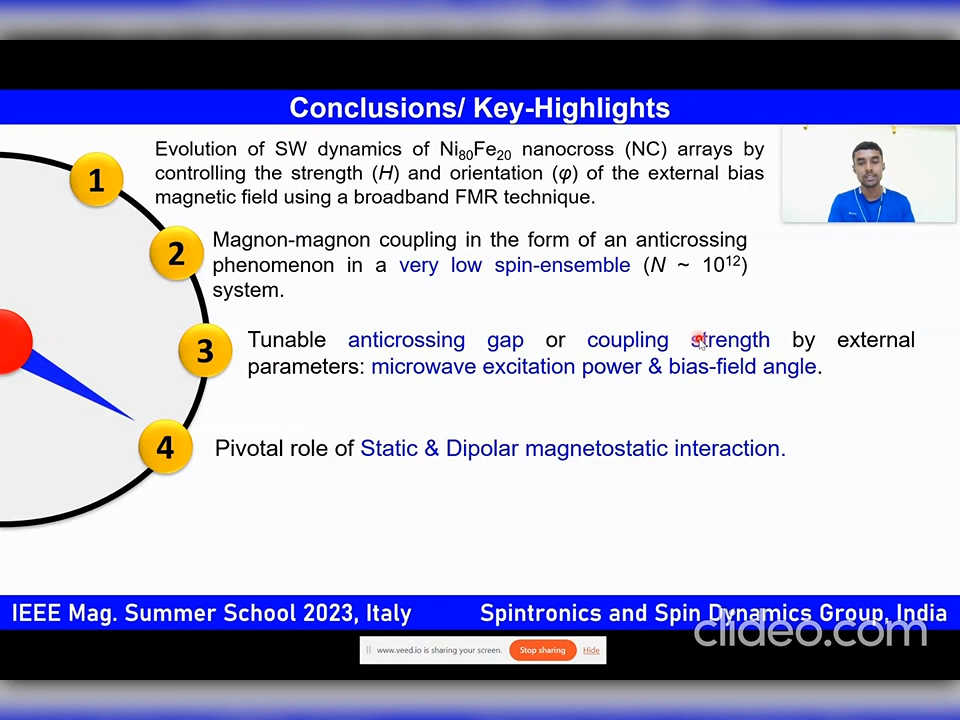 Conclusions/ Key-Highlights
1
Evolution of SW dynamics of Ni80Fe20 nanocross (NC) arrays by
controlling the strength (H) and orientation (φ) of the external bias
magnetic field using a broadband FMR technique.
2
Magnon-magnon coupling in the form of an anticrossing
phenomenon in a very low spin-ensemble (N ~ 10^12)
system.
3
Tunable anticrossing gap or coupling strength by external
parameters: microwave excitation power & bias-field angle.
4
Pivotal role of Static & Dipolar magnetostatic interaction.
IEEE Mag. Summer School 2023, Italy
Spintronics and Spin Dynamics Group, India
clideo.com
www.veed.io is sharing your screen.
Stop sharing
Hide